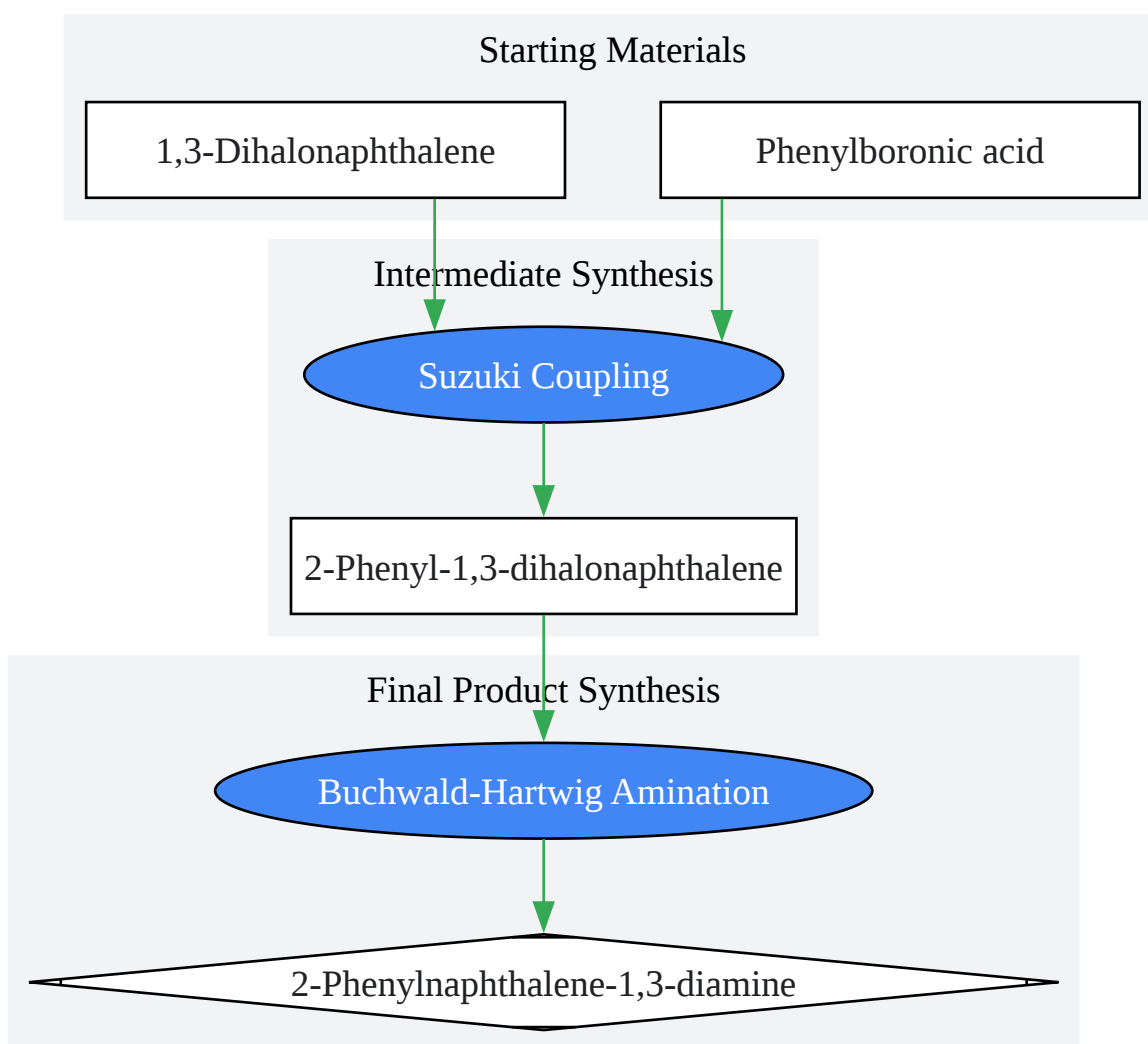 Starting Materials
1,3-Dihalonaphthalene
Phenylboronic acid
Intermediate Synthesis
Suzuki Coupling
2-Phenyl-1,3-dihalonaphthalene
Final Product Synthesis
Buchwald-Hartwig Amination
2-Phenylnaphthalene-1,3-diamine